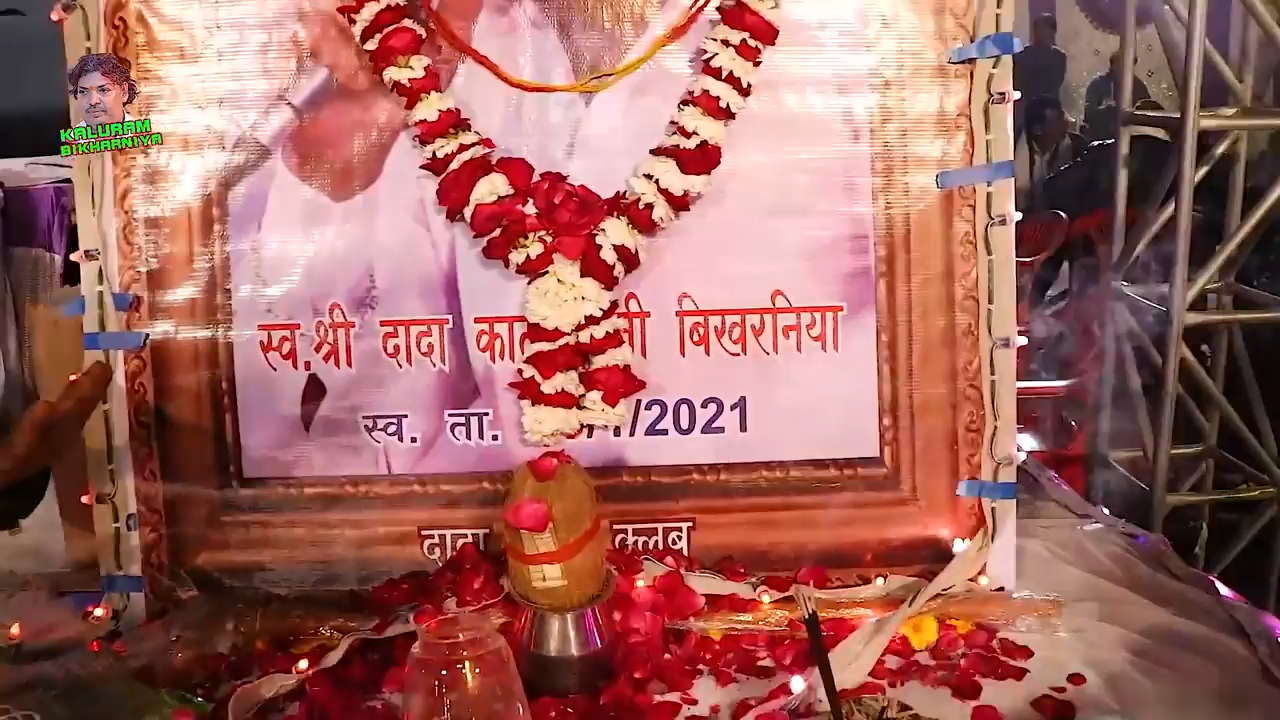 KALURAM
BIKHARNIYA
स्व.श्री दादा बिखरनिया
स्व. ता. /2021
दादा क्लब